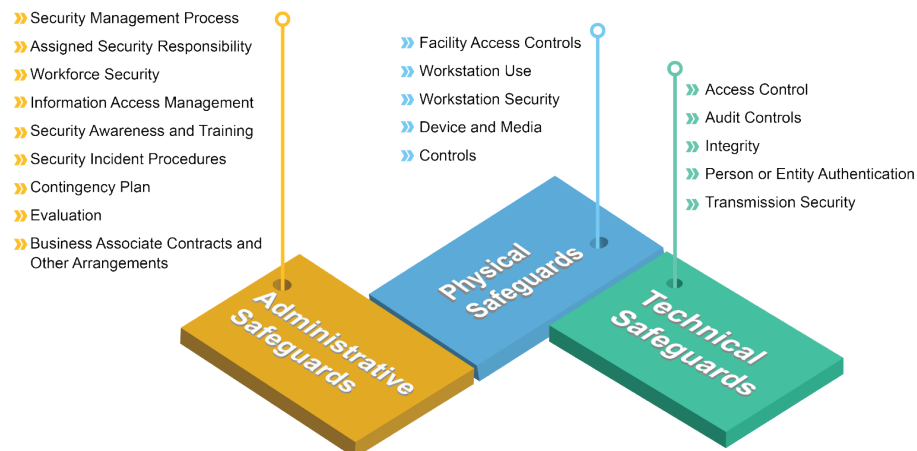 Security Management Process
Assigned Security Responsibility
Workforce Security
Information Access Management
Security Awareness and Training
Security Incident Procedures
Contingency Plan
Evaluation
Business Associate Contracts and
Other Arrangements
Facility Access Controls
Workstation Use
Workstation Security
Device and Media
Controls
Access Control
Audit Controls
Integrity
Person or Entity Authentication
Transmission Security
Administrative
Safeguards
Physical
Safeguards
Technical
Safeguards